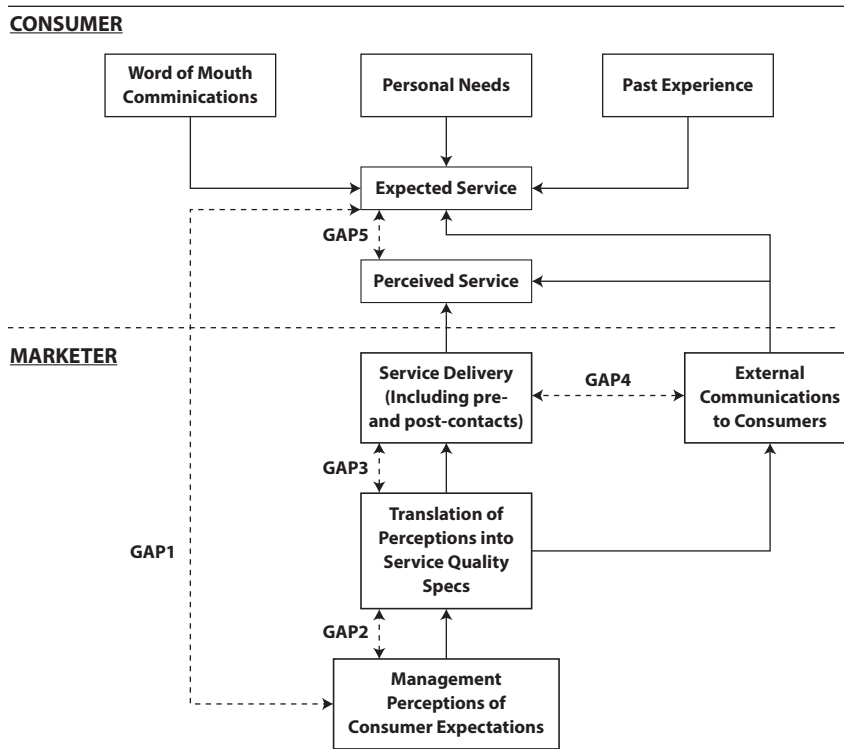 CONSUMER
Word of Mouth
Comminications
Personal Needs
Past Experience
Expected Service
GAP5
Perceived Service
MARKETER
Service Delivery
(Including pre-
and post-contacts)
GAP4
External
Communications
to Consumers
GAP3
Translation of
Perceptions into
Service Quality
Specs
GAP1
GAP2
Management
Perceptions of
Consumer Expectations